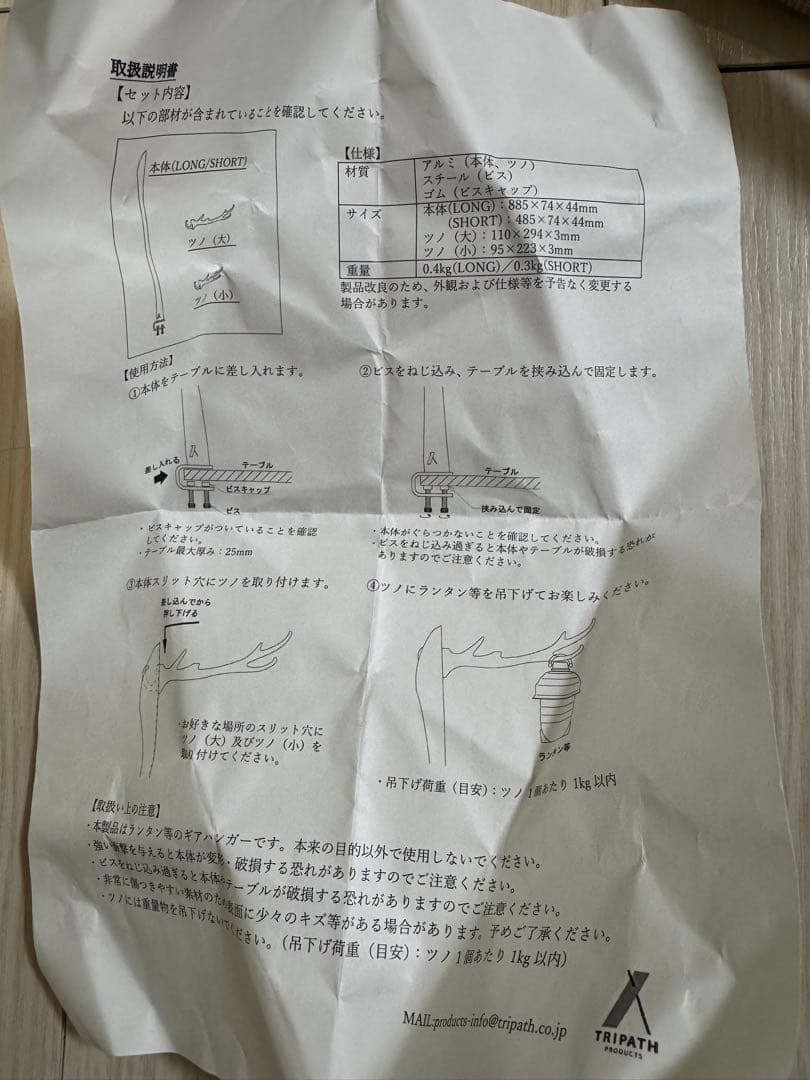 取扱説明書
【セット内容】
以下の部材が含まれていることを確認してください。
本体(LONG/SHORT)
ツノ（大）
ツノ（小）
【仕様】
材質
アルミ（本体、ツノ）
スチール（ビス）
ゴム（ビスキャップ）
サイズ
本体(LONG)：885×74×44mm
(SHORT)：485×74×44mm
ツノ（大）：110×294×3mm
ツノ（小）：95×223×3mm
重量
0.4kg(LONG)／0.3kg(SHORT)
製品改良のため、外観および仕様等を予告なく変更する
場合があります。
【使用方法】
①本体をテーブルに差し入れます。
差し入れる
テーブル
ビスキャップ
ビス
・ビスキャップがついていることを確認
してください。
・テーブル最大厚み：25mm
②ビスをねじ込み、テーブルを挟み込んで固定します。
テーブル
挟み込んで固定
・本体がぐらつかないことを確認してください。
・ビスをねじ込み過ぎると本体やテーブルが破損する恐れが
ありますのでご注意ください。
③本体スリット穴にツノを取り付けます。
差し込んでから
押し下げる
・お好きな場所のスリット穴に
ツノ（大）及びツノ（小）を
取り付けてください。
④ツノにランタン等を吊下げてお楽しみください。
ランタン等
・吊下げ荷重（目安）：ツノ1個あたり 1kg 以内
【取扱い上の注意】
・本製品はランタン等のギアハンガーです。本来の目的以外で使用しないでください。
・強い衝撃を与えると本体が変形・破損する恐れがありますのでご注意ください。
・ビスをねじ込み過ぎると本体やテーブルが破損する恐れがありますのでご注意ください。
・非常に傷つきやすい素材のため表面に少々のキズ等がある場合があります。予めご了承ください。
・ツノには重量物を吊下げないでください。（吊下げ荷重（目安）：ツノ1個あたり 1kg 以内）
MAIL:products-info@tripath.co.jp
TRIPATH
PRODUCTS